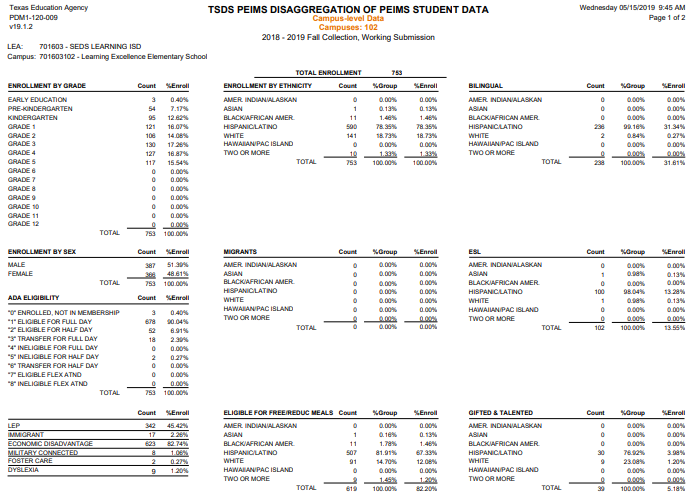 Texas Education Agency
PDM1-120-009
v19.1.2
TSDS PEIMS DISAGGREGATION OF PEIMS STUDENT DATA
Campus-level Data
Campuses: 102
2018 - 2019 Fall Collection, Working Submission
Wednesday 05/15/2019 9:45 AM
Page 1 of 2
LEA: 701603 - SEDS LEARNING ISD
Campus: 701603102 - Learning Excellence Elementary School
TOTAL ENROLLMENT 753
ENROLLMENT BY GRADE Count %Enroll
EARLY EDUCATION 3 0.40%
PRE-KINDERGARTEN 54 7.17%
KINDERGARTEN 95 12.62%
GRADE 1 121 16.07%
GRADE 2 106 14.08%
GRADE 3 130 17.26%
GRADE 4 127 16.87%
GRADE 5 117 15.54%
GRADE 6 0 0.00%
GRADE 7 0 0.00%
GRADE 8 0 0.00%
GRADE 9 0 0.00%
GRADE 10 0 0.00%
GRADE 11 0 0.00%
GRADE 12 0 0.00%
TOTAL 753 100.00%
ENROLLMENT BY ETHNICITY Count %Group %Enroll
AMER. INDIAN/ALASKAN 0 0.00% 0.00%
ASIAN 1 0.13% 0.13%
BLACK/AFRICAN AMER. 11 1.46% 1.46%
HISPANIC/LATINO 590 78.35% 78.35%
WHITE 141 18.73% 18.73%
HAWAIIAN/PAC ISLAND 0 0.00% 0.00%
TWO OR MORE 10 1.33% 1.33%
TOTAL 753 100.00% 100.00%
BILINGUAL Count %Group %Enroll
AMER. INDIAN/ALASKAN 0 0.00% 0.00%
ASIAN 0 0.00% 0.00%
BLACK/AFRICAN AMER. 0 0.00% 0.00%
HISPANIC/LATINO 236 99.16% 31.34%
WHITE 2 0.84% 0.27%
HAWAIIAN/PAC ISLAND 0 0.00% 0.00%
TWO OR MORE 0 0.00% 0.00%
TOTAL 238 100.00% 31.61%
ENROLLMENT BY SEX Count %Enroll
MALE 387 51.39%
FEMALE 366 48.61%
TOTAL 753 100.00%
MIGRANTS Count %Group %Enroll
AMER. INDIAN/ALASKAN 0 0.00% 0.00%
ASIAN 0 0.00% 0.00%
BLACK/AFRICAN AMER. 0 0.00% 0.00%
HISPANIC/LATINO 0 0.00% 0.00%
WHITE 0 0.00% 0.00%
HAWAIIAN/PAC ISLAND 0 0.00% 0.00%
TWO OR MORE 0 0.00% 0.00%
TOTAL 0 0.00% 0.00%
ESL Count %Group %Enroll
AMER. INDIAN/ALASKAN 0 0.00% 0.00%
ASIAN 1 0.98% 0.13%
BLACK/AFRICAN AMER. 0 0.00% 0.00%
HISPANIC/LATINO 100 98.04% 13.28%
WHITE 1 0.98% 0.13%
HAWAIIAN/PAC ISLAND 0 0.00% 0.00%
TWO OR MORE 0 0.00% 0.00%
TOTAL 102 100.00% 13.55%
ADA ELIGIBILITY Count %Enroll
"0" ENROLLED, NOT IN MEMBERSHIP 3 0.40%
"1" ELIGIBLE FOR FULL DAY 678 90.04%
"2" ELIGIBLE FOR HALF DAY 52 6.91%
"3" TRANSFER FOR FULL DAY 18 2.39%
"4" INELIGIBLE FOR FULL DAY 0 0.00%
"5" INELIGIBLE FOR HALF DAY 2 0.27%
"6" TRANSFER FOR HALF DAY 0 0.00%
"7" ELIGIBLE FLEX ATND 0 0.00%
"8" INELIGIBLE FLEX ATND 0 0.00%
TOTAL 753 100.00%
Count %Enroll
LEP 342 45.42%
IMMIGRANT 17 2.26%
ECONOMIC DISADVANTAGE 623 82.74%
MILITARY CONNECTED 8 1.06%
FOSTER CARE 2 0.27%
DYSLEXIA 9 1.20%
ELIGIBLE FOR FREE/REDUC MEALS Count %Group %Enroll
AMER. INDIAN/ALASKAN 0 0.00% 0.00%
ASIAN 1 0.16% 0.13%
BLACK/AFRICAN AMER. 11 1.78% 1.46%
HISPANIC/LATINO 507 81.91% 67.33%
WHITE 91 14.70% 12.08%
HAWAIIAN/PAC ISLAND 0 0.00% 0.00%
TWO OR MORE 9 1.45% 1.20%
TOTAL 619 100.00% 82.20%
GIFTED & TALENTED Count %Group %Enroll
AMER. INDIAN/ALASKAN 0 0.00% 0.00%
ASIAN 0 0.00% 0.00%
BLACK/AFRICAN AMER. 0 0.00% 0.00%
HISPANIC/LATINO 30 76.92% 3.98%
WHITE 9 23.08% 1.20%
HAWAIIAN/PAC ISLAND 0 0.00% 0.00%
TWO OR MORE 0 0.00% 0.00%
TOTAL 39 100.00% 5.18%